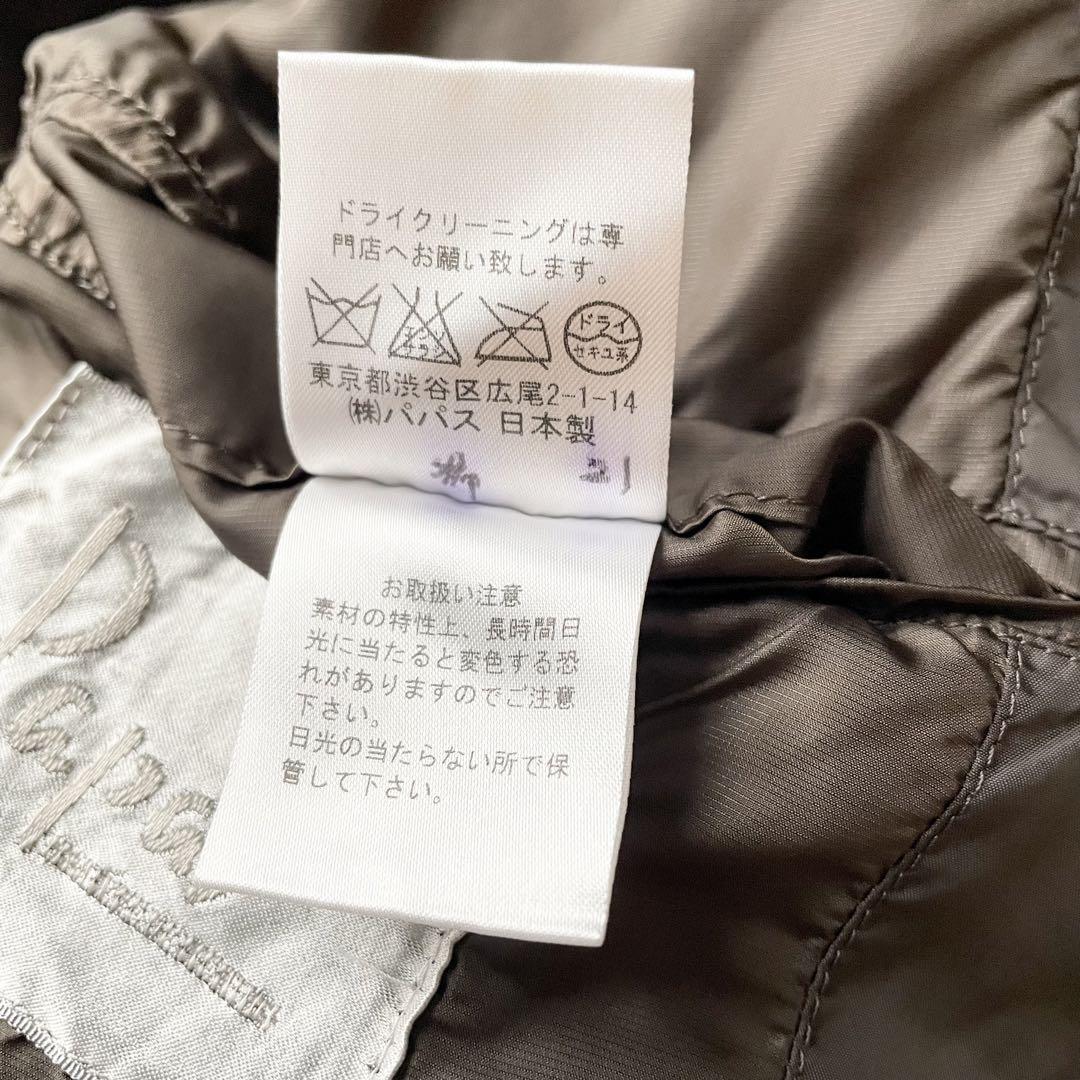 ドライクリーニングは専
門店へお願い致します。
エンソ
ドライ
セキユ系
東京都渋谷区広尾2-1-14
㈱パパス 日本製
21
お取扱い注意
素材の特性上、長時間日
光に当たると変色する恐
れがありますのでご注意
下さい。
日光の当たらない所で保
管して下さい。
Papas